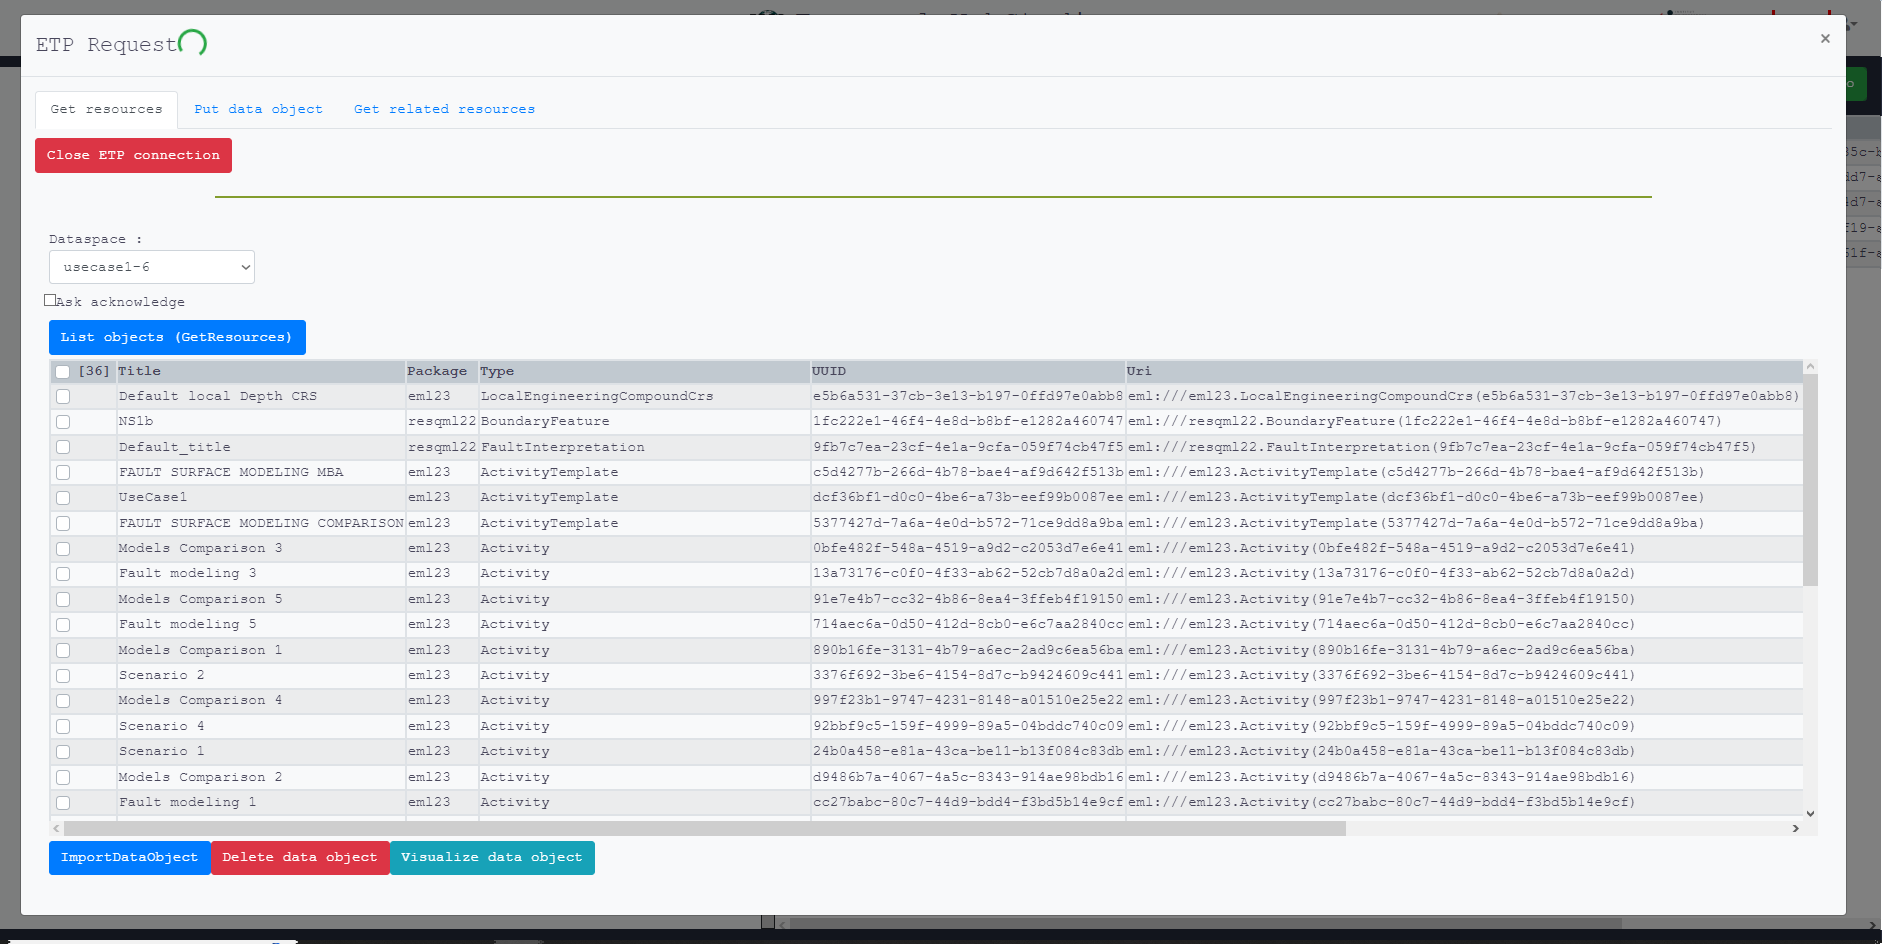 ETP Request
×
Get resources Put data object Get related resources
Close ETP connection
Dataspace :
usecase1-6
Ask acknowledge
List objects (GetResources)
[36] Title Package Type UUID Uri
Default local Depth CRS eml23 LocalEngineeringCompoundCrs e5b6a531-37cb-3e13-b197-0ffd97e0abb8 eml:///eml23.LocalEngineeringCompoundCrs(e5b6a531-37cb-3e13-b197-0ffd97e0abb8)
NS1b resqml22 BoundaryFeature 1fc222e1-46f4-4e8d-b8bf-e1282a460747 eml:///resqml22.BoundaryFeature(1fc222e1-46f4-4e8d-b8bf-e1282a460747)
Default_title resqml22 FaultInterpretation 9fb7c7ea-23cf-4e1a-9cfa-059f74cb47f5 eml:///resqml22.FaultInterpretation(9fb7c7ea-23cf-4e1a-9cfa-059f74cb47f5)
FAULT SURFACE MODELING MBA eml23 ActivityTemplate c5d4277b-266d-4b78-bae4-af9d642f513b eml:///eml23.ActivityTemplate(c5d4277b-266d-4b78-bae4-af9d642f513b)
UseCase1 eml23 ActivityTemplate dcf36bf1-d0c0-4be6-a73b-eef99b0087ee eml:///eml23.ActivityTemplate(dcf36bf1-d0c0-4be6-a73b-eef99b0087ee)
FAULT SURFACE MODELING COMPARISON eml23 ActivityTemplate 5377427d-7a6a-4e0d-b572-71ce9dd8a9ba eml:///eml23.ActivityTemplate(5377427d-7a6a-4e0d-b572-71ce9dd8a9ba)
Models Comparison 3 eml23 Activity 0bfe482f-548a-4519-a9d2-c2053d7e6e41 eml:///eml23.Activity(0bfe482f-548a-4519-a9d2-c2053d7e6e41)
Fault modeling 3 eml23 Activity 13a73176-c0f0-4f33-ab62-52cb7d8a0a2d eml:///eml23.Activity(13a73176-c0f0-4f33-ab62-52cb7d8a0a2d)
Models Comparison 5 eml23 Activity 91e7e4b7-cc32-4b86-8ea4-3ffeb4f19150 eml:///eml23.Activity(91e7e4b7-cc32-4b86-8ea4-3ffeb4f19150)
Fault modeling 5 eml23 Activity 714aec6a-0d50-412d-8cb0-e6c7aa2840cc eml:///eml23.Activity(714aec6a-0d50-412d-8cb0-e6c7aa2840cc)
Models Comparison 1 eml23 Activity 890b16fe-3131-4b79-a6ec-2ad9c6ea56ba eml:///eml23.Activity(890b16fe-3131-4b79-a6ec-2ad9c6ea56ba)
Scenario 2 eml23 Activity 3376f692-3be6-4154-8d7c-b9424609c441 eml:///eml23.Activity(3376f692-3be6-4154-8d7c-b9424609c441)
Models Comparison 4 eml23 Activity 997f23b1-9747-4231-8148-a01510e25e22 eml:///eml23.Activity(997f23b1-9747-4231-8148-a01510e25e22)
Scenario 4 eml23 Activity 92bbf9c5-159f-4999-89a5-04bddc740c09 eml:///eml23.Activity(92bbf9c5-159f-4999-89a5-04bddc740c09)
Scenario 1 eml23 Activity 24b0a458-e81a-43ca-be11-b13f084c83db eml:///eml23.Activity(24b0a458-e81a-43ca-be11-b13f084c83db)
Models Comparison 2 eml23 Activity d9486b7a-4067-4a5c-8343-914ae98bdb16 eml:///eml23.Activity(d9486b7a-4067-4a5c-8343-914ae98bdb16)
Fault modeling 1 eml23 Activity cc27babc-80c7-44d9-bdd4-f3bd5b14e9cf eml:///eml23.Activity(cc27babc-80c7-44d9-bdd4-f3bd5b14e9cf)
ImportDataObject Delete data object Visualize data object